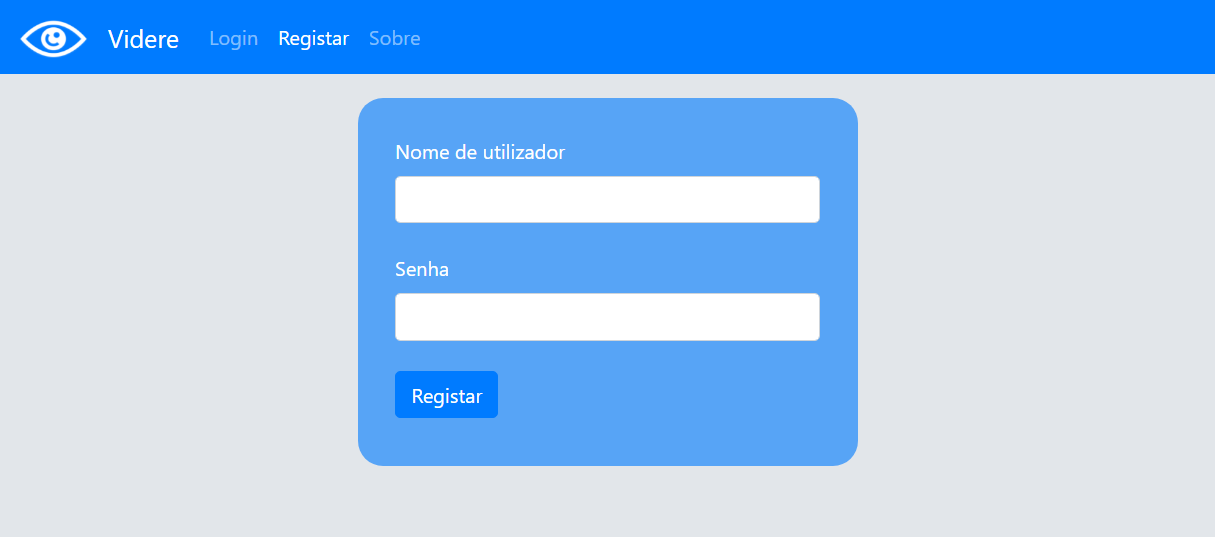 Videre Login Registar Sobre
Nome de utilizador
Senha
Registar